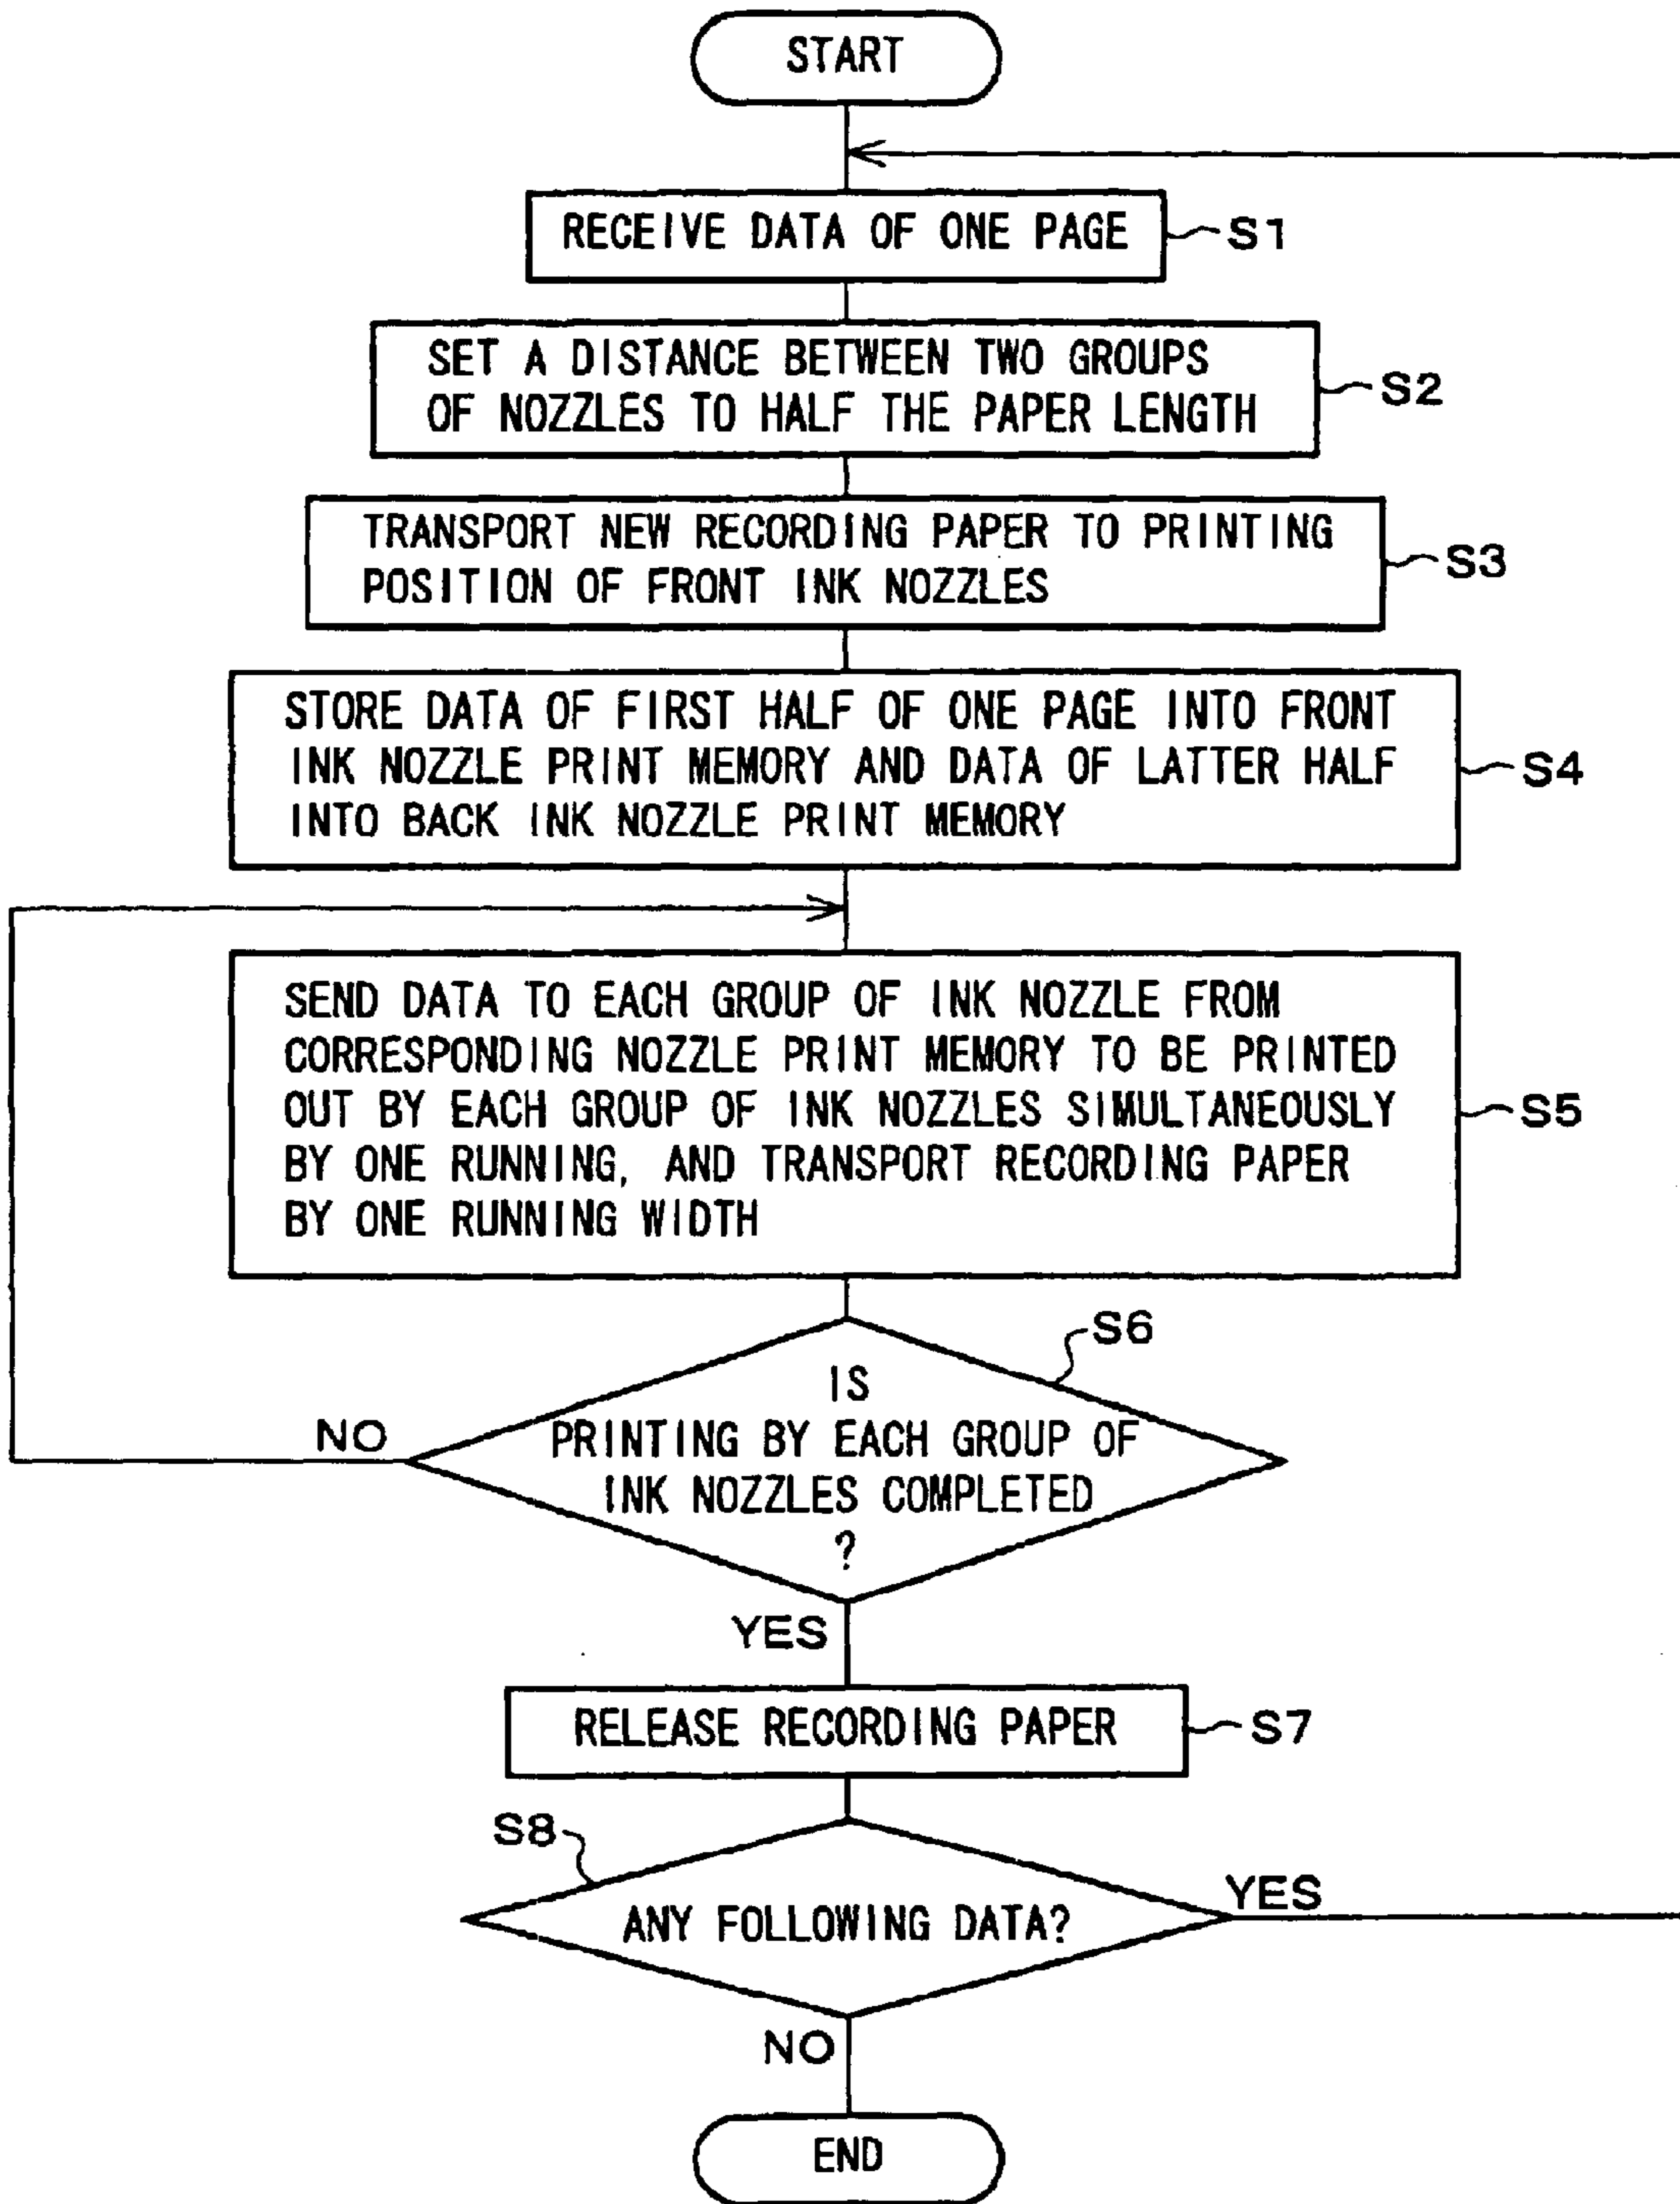 START
RECEIVE DATA OF ONE PAGE
S1
SET A DISTANCE BETWEEN TWO GROUPS
OF NOZZLES TO HALF THE PAPER LENGTH
S2
TRANSPORT NEW RECORDING PAPER TO PRINTING
POSITION OF FRONT INK NOZZLES
S3
STORE DATA OF FIRST HALF OF ONE PAGE INTO FRONT
INK NOZZLE PRINT MEMORY AND DATA OF LATTER HALF
INTO BACK INK NOZZLE PRINT MEMORY
S4
SEND DATA TO EACH GROUP OF INK NOZZLE FROM
CORRESPONDING NOZZLE PRINT MEMORY TO BE PRINTED
OUT BY EACH GROUP OF INK NOZZLES SIMULTANEOUSLY
BY ONE RUNNING, AND TRANSPORT RECORDING PAPER
BY ONE RUNNING WIDTH
S5
S6
IS
PRINTING BY EACH GROUP OF
INK NOZZLES COMPLETED
?
NO
YES
RELEASE RECORDING PAPER
S7
S8
ANY FOLLOWING DATA?
YES
NO
END